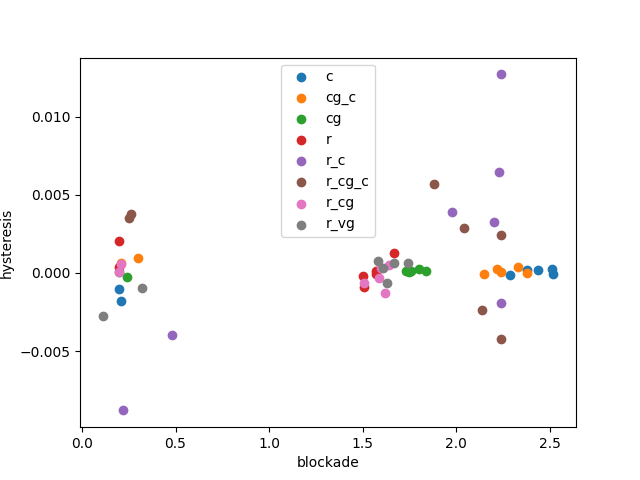 c
cg_c
cg
r
r_c
r_cg_c
r_cg
r_vg
hysteresis
0.010
0.005
0.000
−0.005
0.0 0.5 1.0 1.5 2.0 2.5
blockade